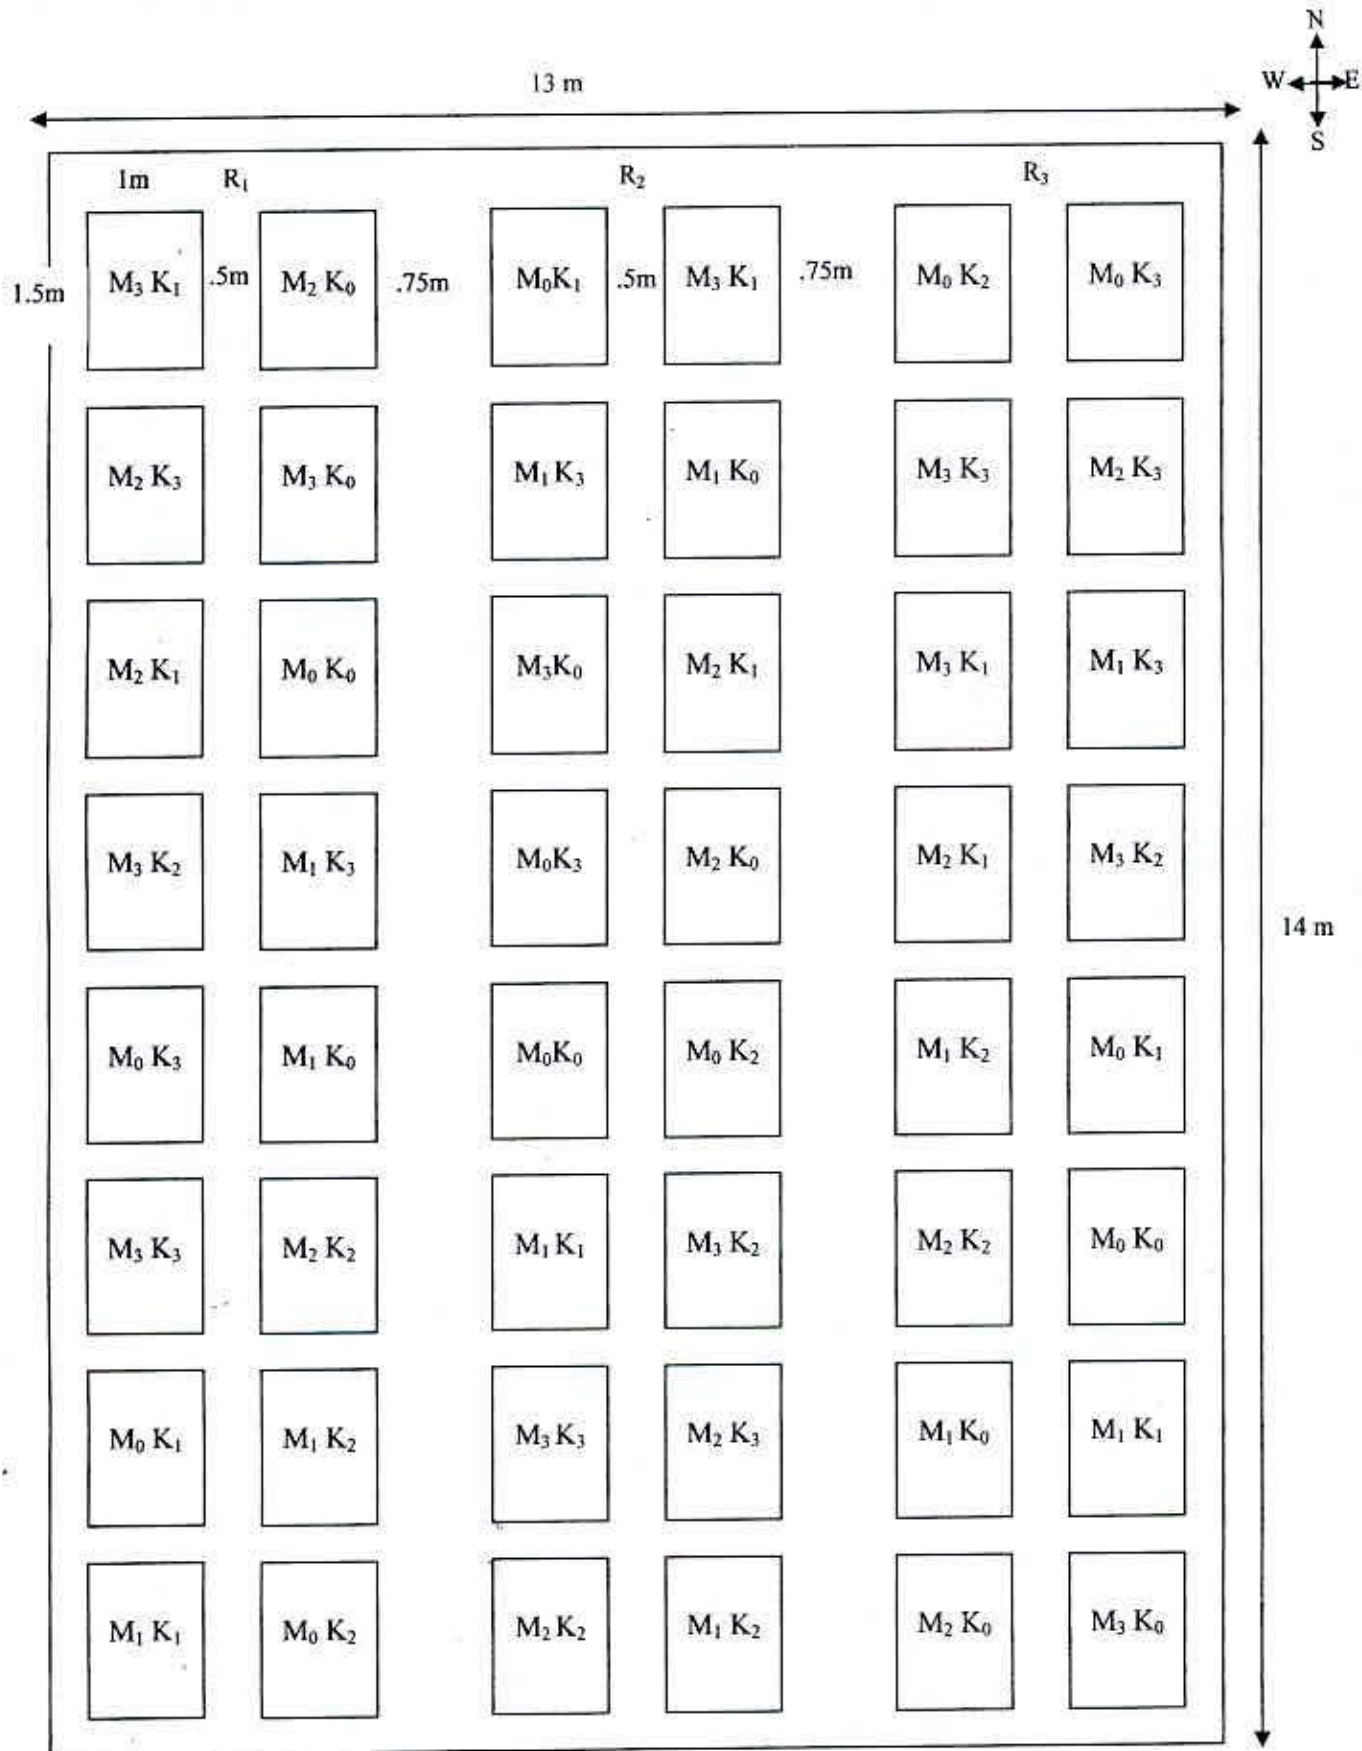 N
W E
S
13 m
1m R₁ R₂ R₃
1.5m M₃ K₁ .5m M₂ K₀ .75m M₀K₁ .5m M₃ K₁ .75m M₀ K₂ M₀ K₃
M₂ K₃ M₃ K₀ M₁ K₃ M₁ K₀ M₃ K₃ M₂ K₃
M₂ K₁ M₀ K₀ M₃K₀ M₂ K₁ M₃ K₁ M₁ K₃
M₃ K₂ M₁ K₃ M₀K₃ M₂ K₀ M₂ K₁ M₃ K₂
14 m
M₀ K₃ M₁ K₀ M₀K₀ M₀ K₂ M₁ K₂ M₀ K₁
M₃ K₃ M₂ K₂ M₁ K₁ M₃ K₂ M₂ K₂ M₀ K₀
M₀ K₁ M₁ K₂ M₃ K₃ M₂ K₃ M₁ K₀ M₁ K₁
M₁ K₁ M₀ K₂ M₂ K₂ M₁ K₂ M₂ K₀ M₃ K₀